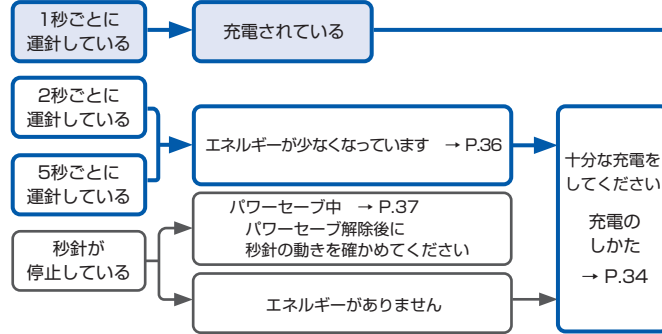 1秒ごとに
運針している
充電されている
2秒ごとに
運針している
5秒ごとに
運針している
エネルギーが少なくなっています → P.36
秒針が
停止している
パワーセーブ中 → P.37
パワーセーブ解除後に
秒針の動きを確かめてください
エネルギーがありません
十分な充電を
してください
充電の
しかた
→ P.34